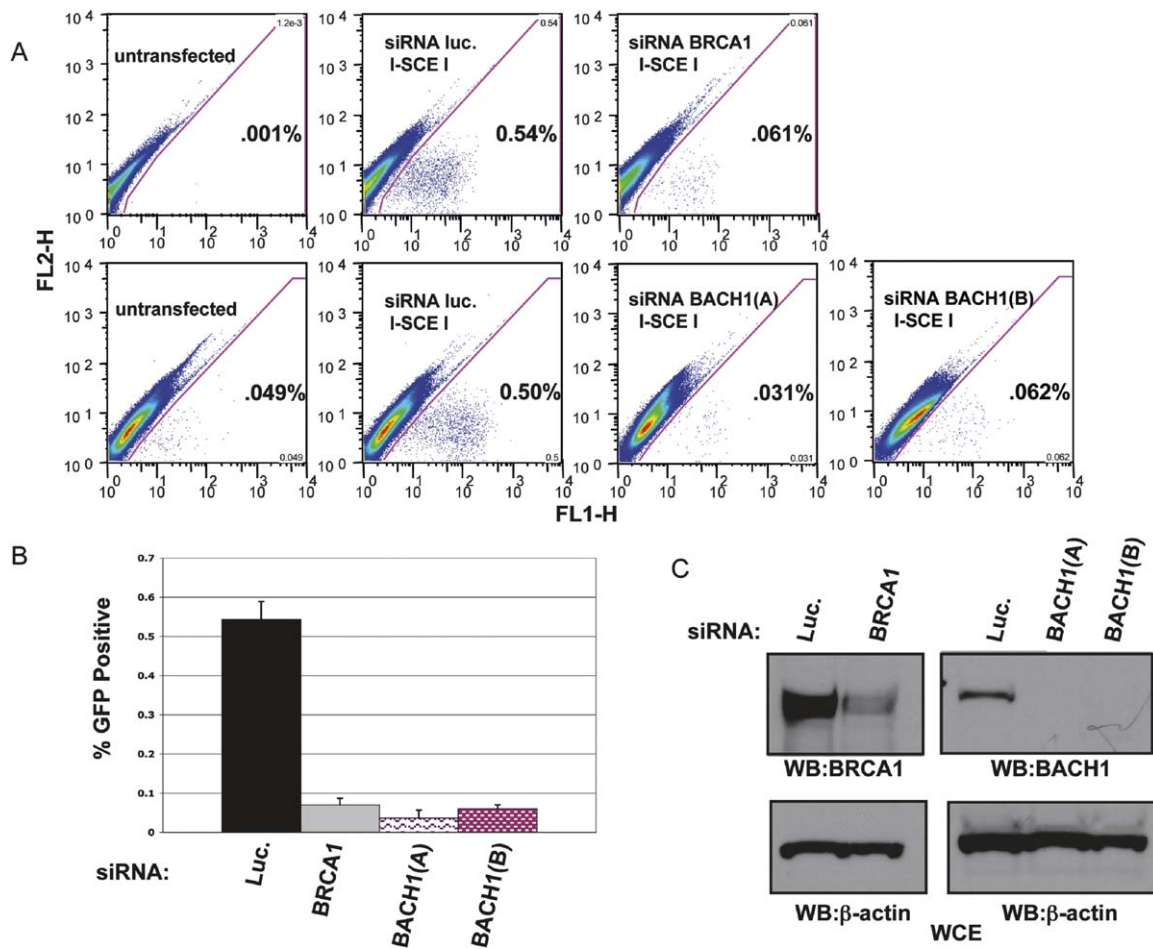 A
FL2-H
1.2e-3
untransfected
.001%
10 4
10 3
10 2
10 1
10 0
10 0
10 1
10 2
10 3
10 4
0.54
siRNA luc.
I-SCE I
0.54%
10 4
10 3
10 2
10 1
10 0
10 0
10 1
10 2
10 3
10 4
0.061
siRNA BRCA1
I-SCE I
.061%
10 4
10 3
10 2
10 1
10 0
10 0
10 1
10 2
10 3
10 4
untransfected
.049%
0.049
10 4
10 3
10 2
10 1
10 0
10 0
10 1
10 2
10 3
10 4
siRNA luc.
I-SCE I
0.50%
0.5
10 4
10 3
10 2
10 1
10 0
10 0
10 1
10 2
10 3
10 4
siRNA BACH1(A)
I-SCE I
.031%
0.031
10 4
10 3
10 2
10 1
10 0
10 0
10 1
10 2
10 3
10 4
siRNA BACH1(B)
I-SCE I
.062%
0.062
10 4
10 3
10 2
10 1
10 0
10 0
10 1
10 2
10 3
10 4
FL1-H
B
% GFP Positive
0.7
0.6
0.5
0.4
0.3
0.2
0.1
0
siRNA:
Luc.
BRCA1
BACH1(A)
BACH1(B)
C
siRNA:
Luc.
BRCA1
Luc.
BACH1(A)
BACH1(B)
WB:BRCA1
WB:BACH1
WB:β-actin
WB:β-actin
WCE